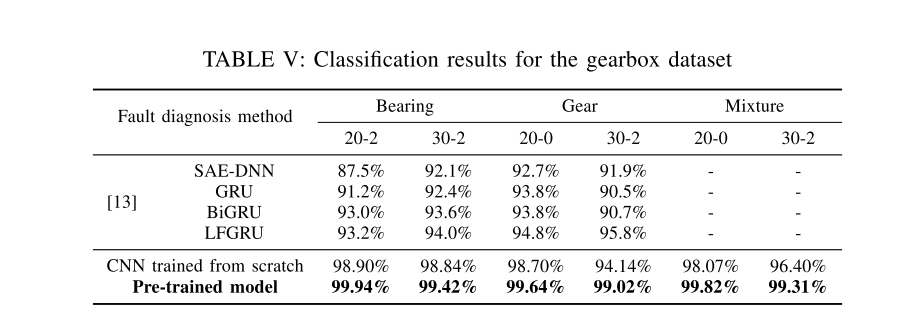 TABLE V: Classification results for the gearbox dataset
Fault diagnosis method Bearing Gear Mixture
20-2 30-2 20-0 30-2 20-0 30-2
[13] SAE-DNN 87.5% 92.1% 92.7% 91.9% - -
GRU 91.2% 92.4% 93.8% 90.5% - -
BiGRU 93.0% 93.6% 93.8% 90.7% - -
LFGRU 93.2% 94.0% 94.8% 95.8% - -
CNN trained from scratch 98.90% 98.84% 98.70% 94.14% 98.07% 96.40%
Pre-trained model 99.94% 99.42% 99.64% 99.02% 99.82% 99.31%